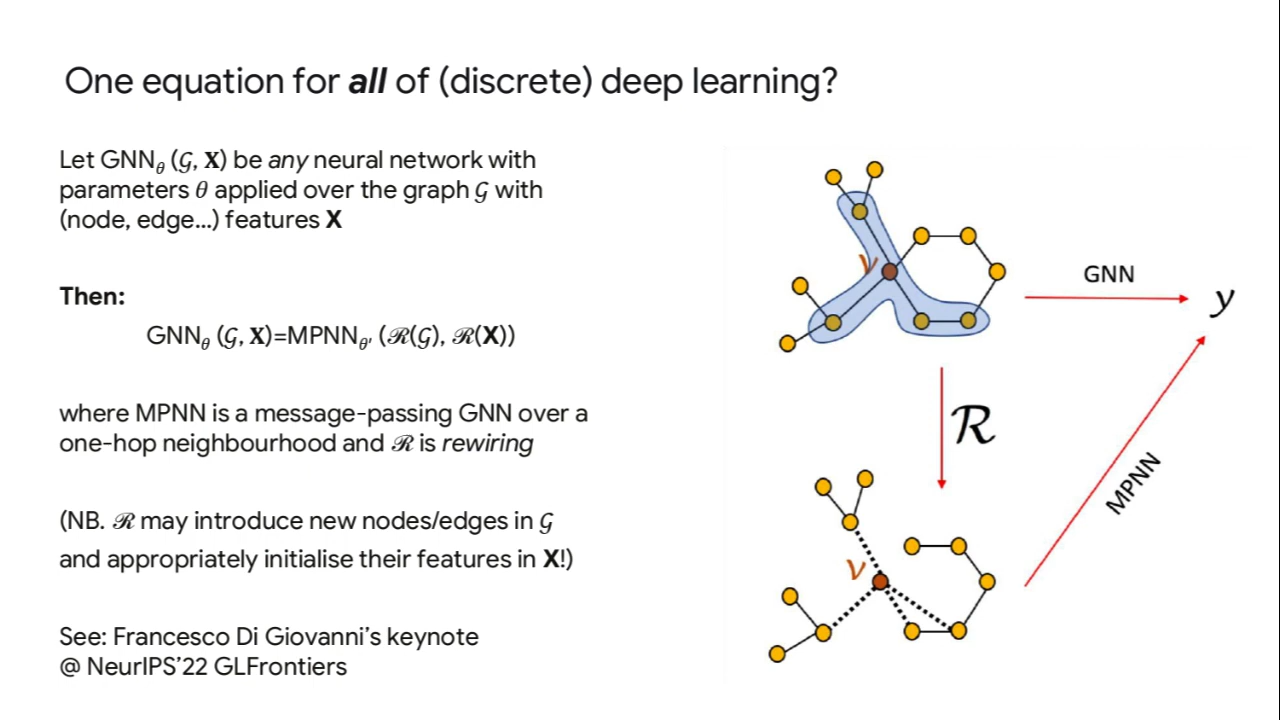 One equation for all of (discrete) deep learning?
Let GNN_θ (𝒢, X) be any neural network with
parameters θ applied over the graph 𝒢 with
(node, edge...) features X
Then:
GNN_θ (𝒢, X)=MPNN_θ' (ℛ(𝒢), ℛ(X))
where MPNN is a message-passing GNN over a
one-hop neighbourhood and ℛ is rewiring
(NB. ℛ may introduce new nodes/edges in 𝒢
and appropriately initialise their features in X!)
See: Francesco Di Giovanni's keynote
@ NeurIPS'22 GLFrontiers
v
GNN
y
ℛ
MPNN
v